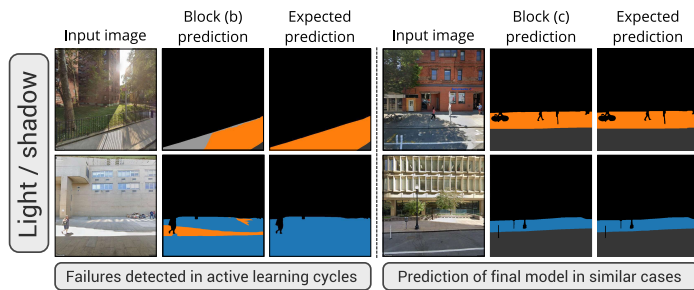 Input image
Block (b) prediction
Expected prediction
Input image
Block (c) prediction
Expected prediction
Light / shadow
Failures detected in active learning cycles
Prediction of final model in similar cases